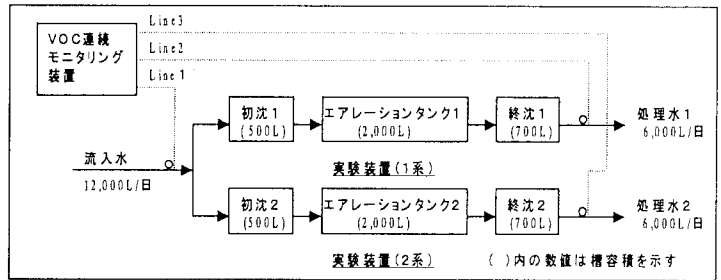 VOC連続
モニタリング
装置
Line3
Line2
Line1
流入水
12,000L/日
初沈1
(500L)
エアレーションタンク1
(2,000L)
終沈1
(700L)
処理水1
6,000L/日
実験装置(1系)
初沈2
(500L)
エアレーションタンク2
(2,000L)
終沈2
(700L)
処理水2
6,000L/日
実験装置(2系)
( )内の数値は槽容積を示す